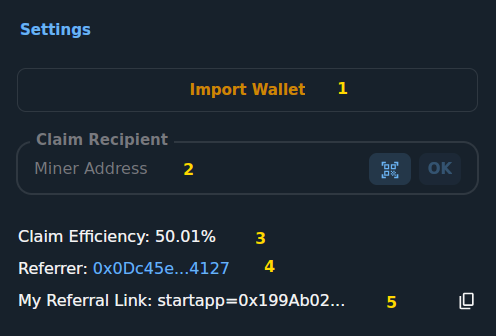 Settings
Import Wallet 1
Claim Recipient
Miner Address 2 OK
Claim Efficiency: 50.01% 3
Referrer: 0x0Dc45e...4127 4
My Referral Link: startapp=0x199Ab02... 5